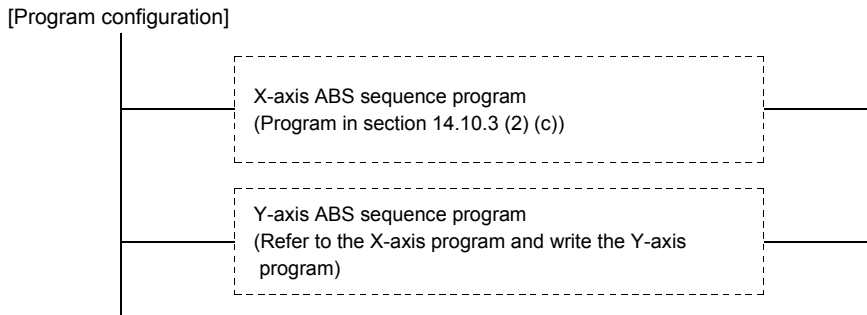 [Program configuration]
X-axis ABS sequence program
(Program in section 14.10.3 (2) (c))
Y-axis ABS sequence program
(Refer to the X-axis program and write the Y-axis
program)